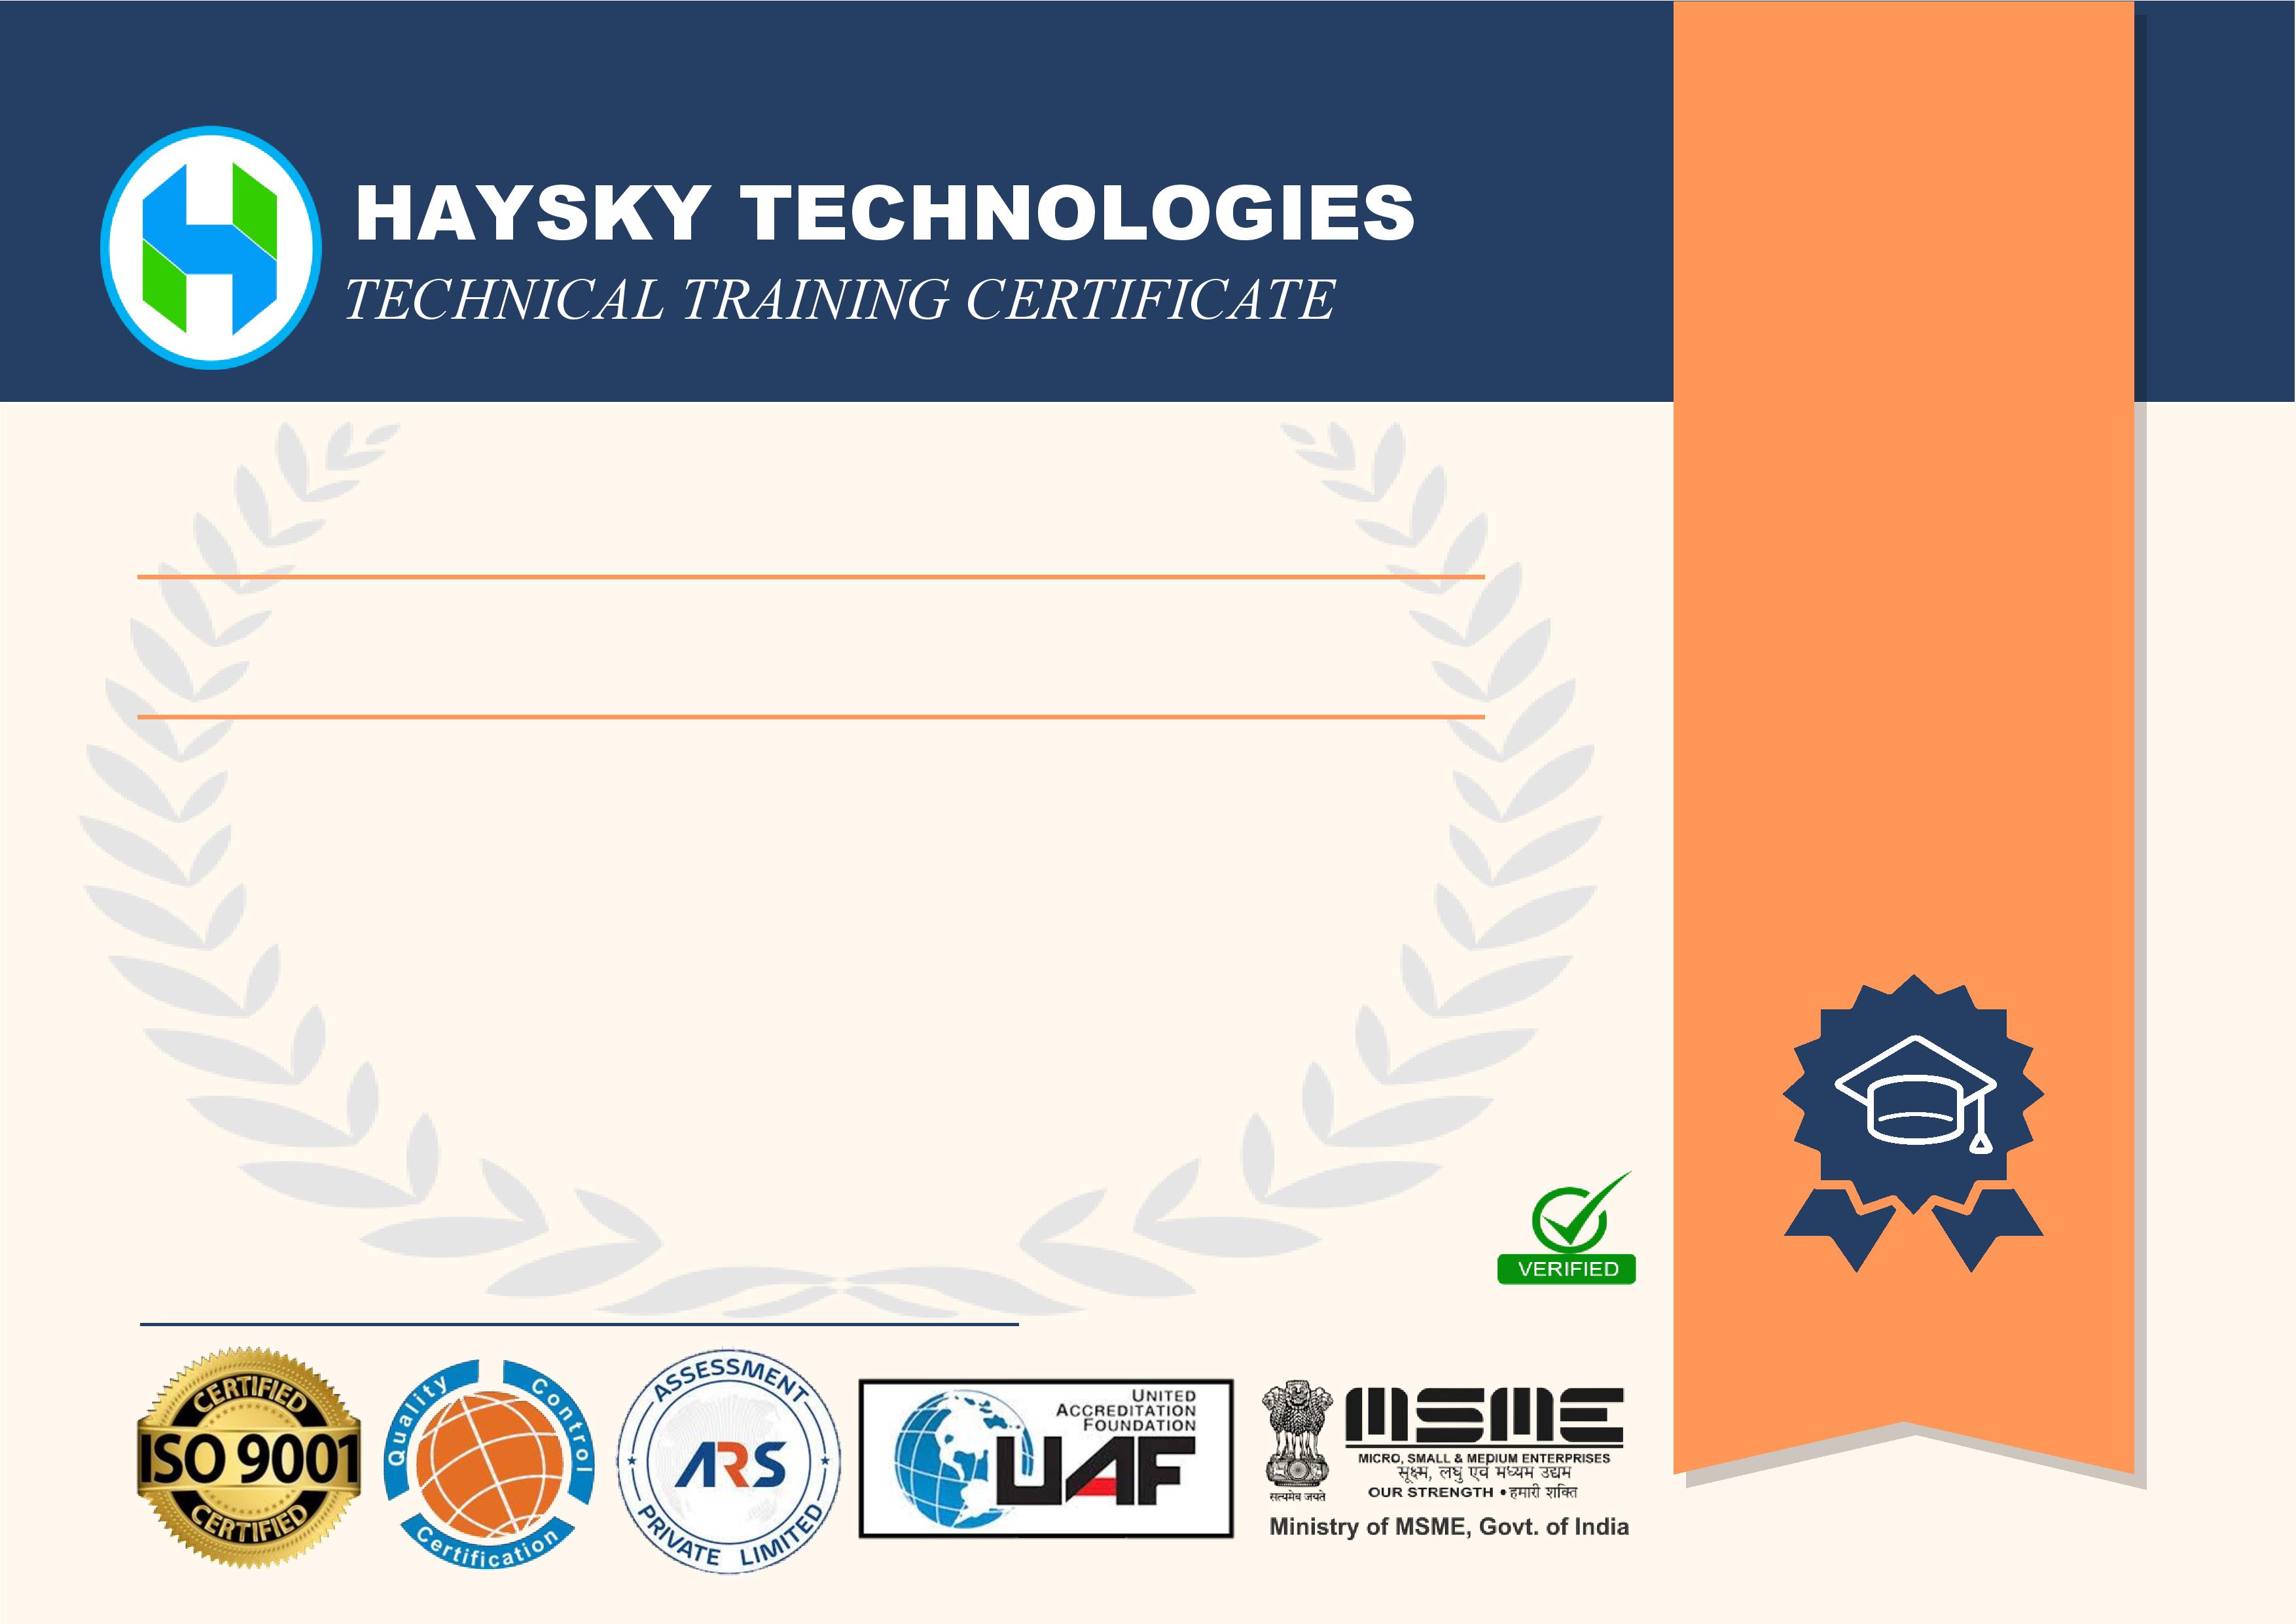 HAYSKY TECHNOLOGIES
TECHNICAL TRAINING CERTIFICATE
VERIFIED
CERTIFIED
ISO 9001
CERTIFIED
Quality Control
Certification
ASSESSMENT
ARS
PRIVATE LIMITED
UNITED
ACCREDITATION
FOUNDATION
UAF
MSME
MICRO, SMALL & MEDIUM ENTERPRISES
सूक्ष्म, लघु एवं मध्यम उद्यम
OUR STRENGTH • हमारी शक्ति
सत्यमेव जयते
Ministry of MSME, Govt. of India